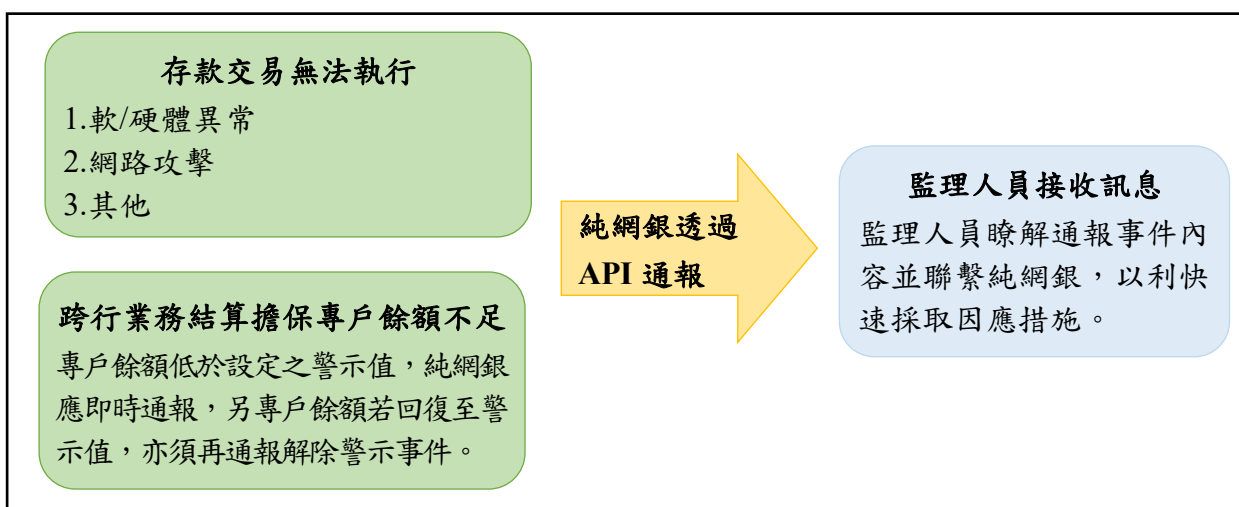 存款交易無法執行
1.軟/硬體異常
2.網路攻擊
3.其他
跨行業務結算擔保專戶餘額不足
專戶餘額低於設定之警示值，純網銀
應即時通報，另專戶餘額若回復至警
示值，亦須再通報解除警示事件。
純網銀透過
API 通報
監理人員接收訊息
監理人員瞭解通報事件內
容並聯繫純網銀，以利快
速採取因應措施。